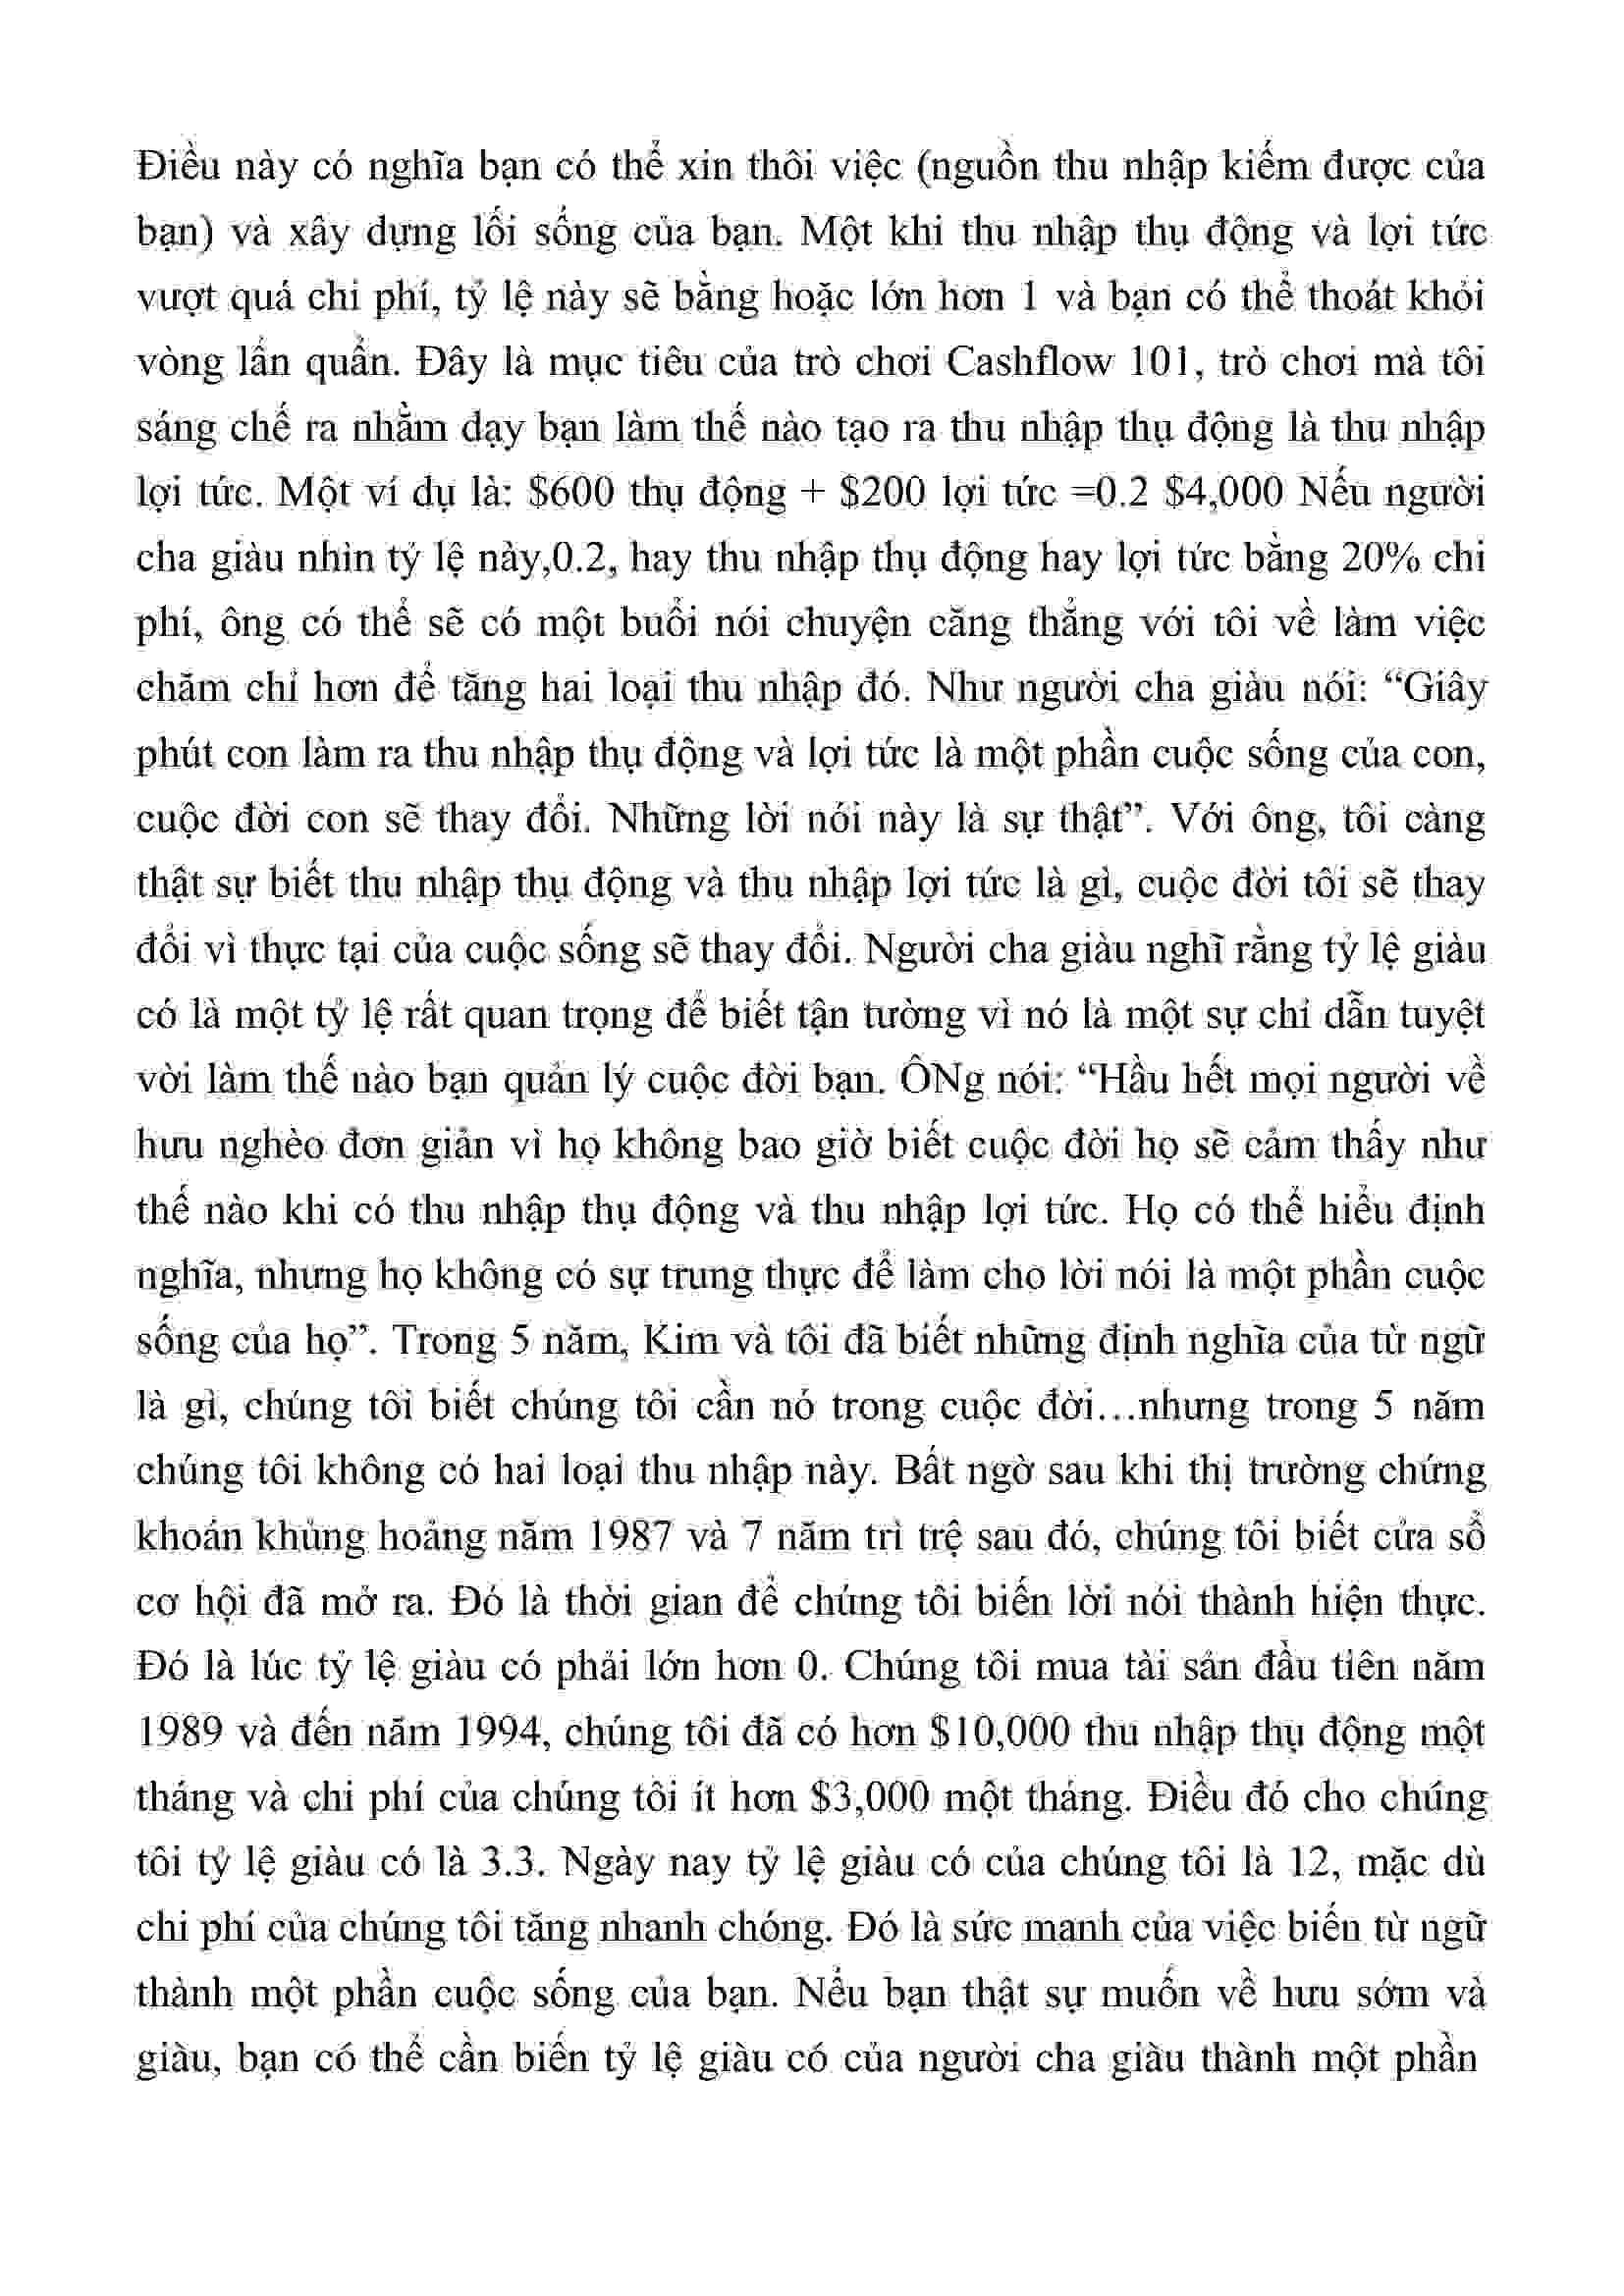 Điều này có nghĩa bạn có thể xin thôi việc (nguồn thu nhập kiếm được của
bạn) và xây dựng lối sống của bạn. Một khi thu nhập thụ động và lợi tức
vượt quá chi phí, tỷ lệ này sẽ bằng hoặc lớn hơn 1 và bạn có thể thoát khỏi
vòng lẩn quẩn. Đây là mục tiêu của trò chơi Cashflow 101, trò chơi mà tôi
sáng chế ra nhằm dạy bạn làm thế nào tạo ra thu nhập thụ động là thu nhập
lợi tức. Một ví dụ là: $600 thụ động + $200 lợi tức =0.2 $4,000 Nếu người
cha giàu nhìn tỷ lệ này,0.2, hay thu nhập thụ động hay lợi tức bằng 20% chi
phí, ông có thể sẽ có một buổi nói chuyện căng thẳng với tôi về làm việc
chăm chỉ hơn để tăng hai loại thu nhập đó. Như người cha giàu nói: “Giây
phút con làm ra thu nhập thụ động và lợi tức là một phần cuộc sống của con,
cuộc đời con sẽ thay đổi. Những lời nói này là sự thật”. Với ông, tôi càng
thật sự biết thu nhập thụ động và thu nhập lợi tức là gì, cuộc đời tôi sẽ thay
đổi vì thực tại của cuộc sống sẽ thay đổi. Người cha giàu nghĩ rằng tỷ lệ giàu
có là một tỷ lệ rất quan trọng để biết tận tường vì nó là một sự chỉ dẫn tuyệt
vời làm thế nào bạn quản lý cuộc đời bạn. ÔNg nói: “Hầu hết mọi người về
hưu nghèo đơn giản vì họ không bao giờ biết cuộc đời họ sẽ cảm thấy như
thế nào khi có thu nhập thụ động và thu nhập lợi tức. Họ có thể hiểu định
nghĩa, nhưng họ không có sự trung thực để làm cho lời nói là một phần cuộc
sống của họ”. Trong 5 năm, Kim và tôi đã biết những định nghĩa của từ ngữ
là gì, chúng tôi biết chúng tôi cần nó trong cuộc đời…nhưng trong 5 năm
chúng tôi không có hai loại thu nhập này. Bất ngờ sau khi thị trường chứng
khoán khủng hoảng năm 1987 và 7 năm trì trệ sau đó, chúng tôi biết cửa sổ
cơ hội đã mở ra. Đó là thời gian để chúng tôi biến lời nói thành hiện thực.
Đó là lúc tỷ lệ giàu có phải lớn hơn 0. Chúng tôi mua tài sản đầu tiên năm
1989 và đến năm 1994, chúng tôi đã có hơn $10,000 thu nhập thụ động một
tháng và chi phí của chúng tôi ít hơn $3,000 một tháng. Điều đó cho chúng
tôi tỷ lệ giàu có là 3.3. Ngày nay tỷ lệ giàu có của chúng tôi là 12, mặc dù
chi phí của chúng tôi tăng nhanh chóng. Đó là sức manh của việc biến từ ngữ
thành một phần cuộc sống của bạn. Nếu bạn thật sự muốn về hưu sớm và
giàu, bạn có thể cần biến tỷ lệ giàu có của người cha giàu thành một phần